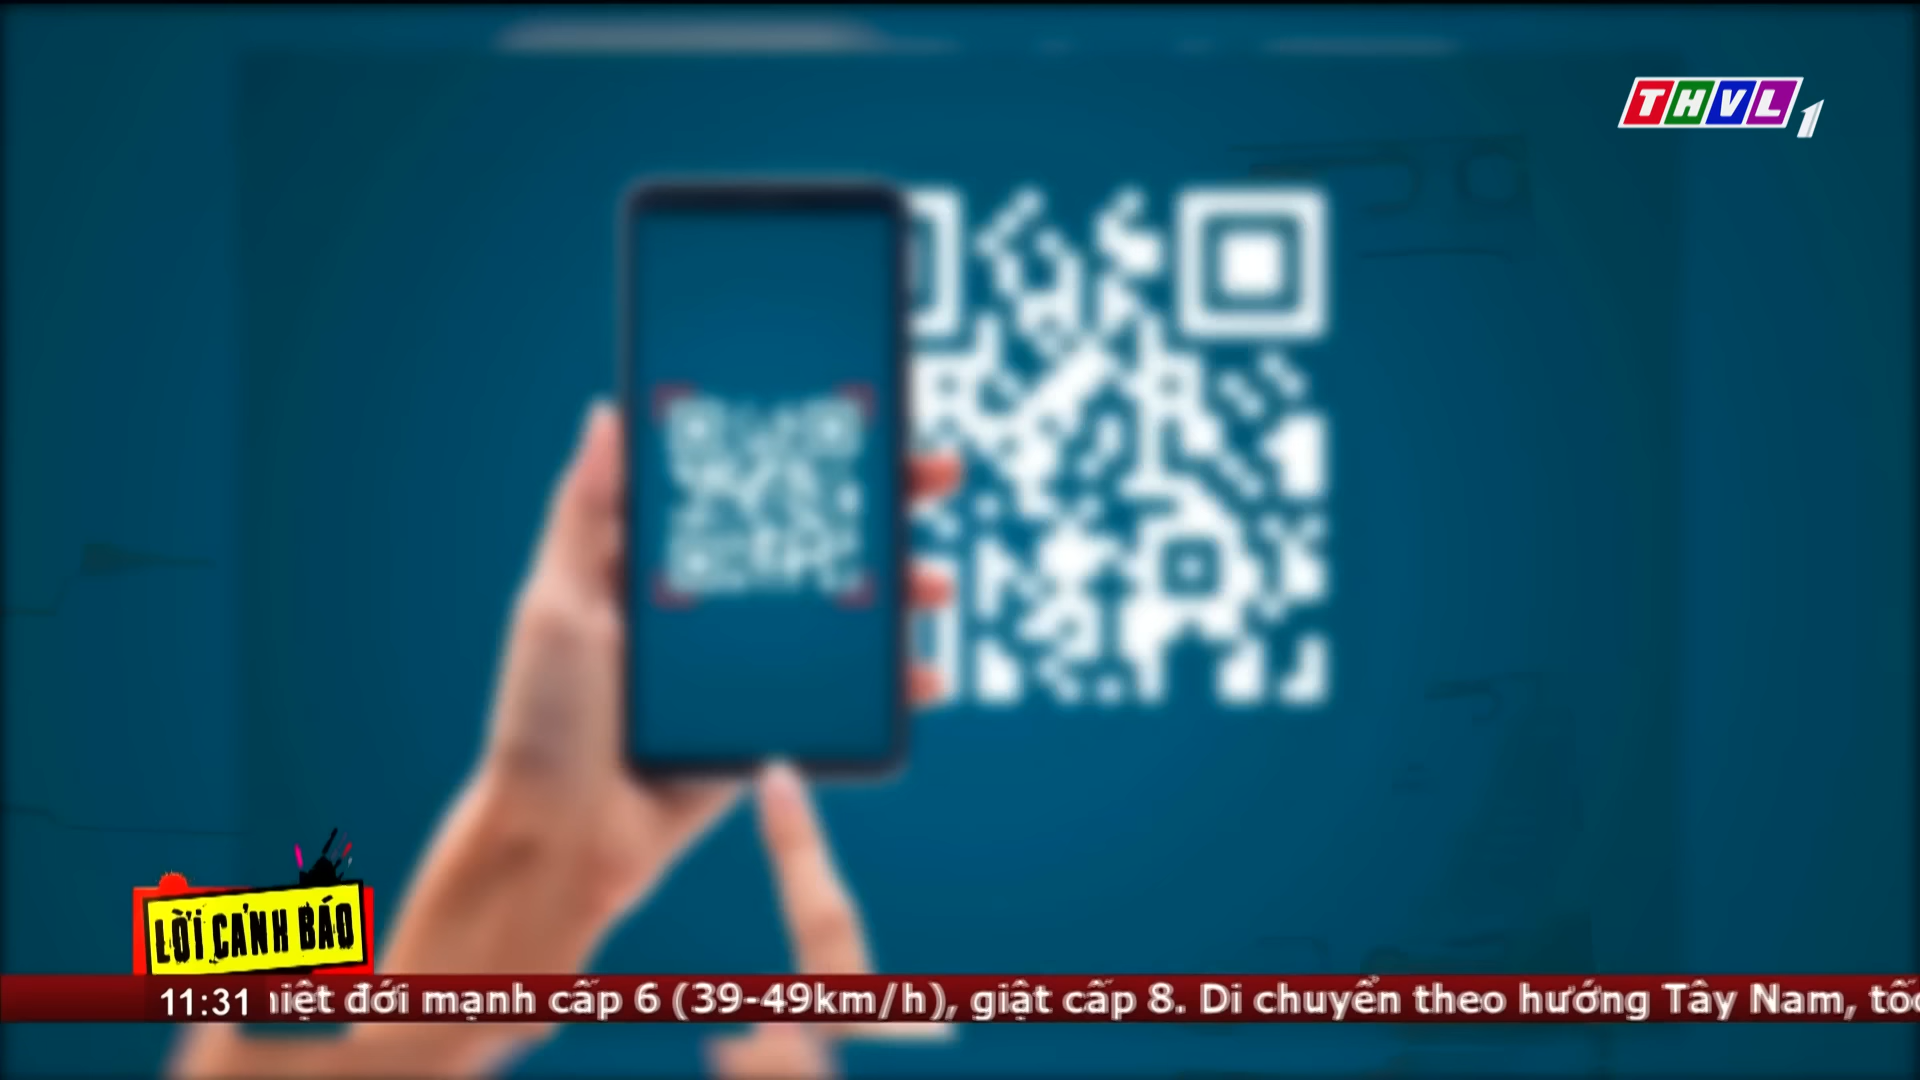 THVL1
LỜI CẢNH BÁO
11:31 đới mạnh cấp 6 (39-49km/h), giật cấp 8. Di chuyển theo hướng Tây Nam,